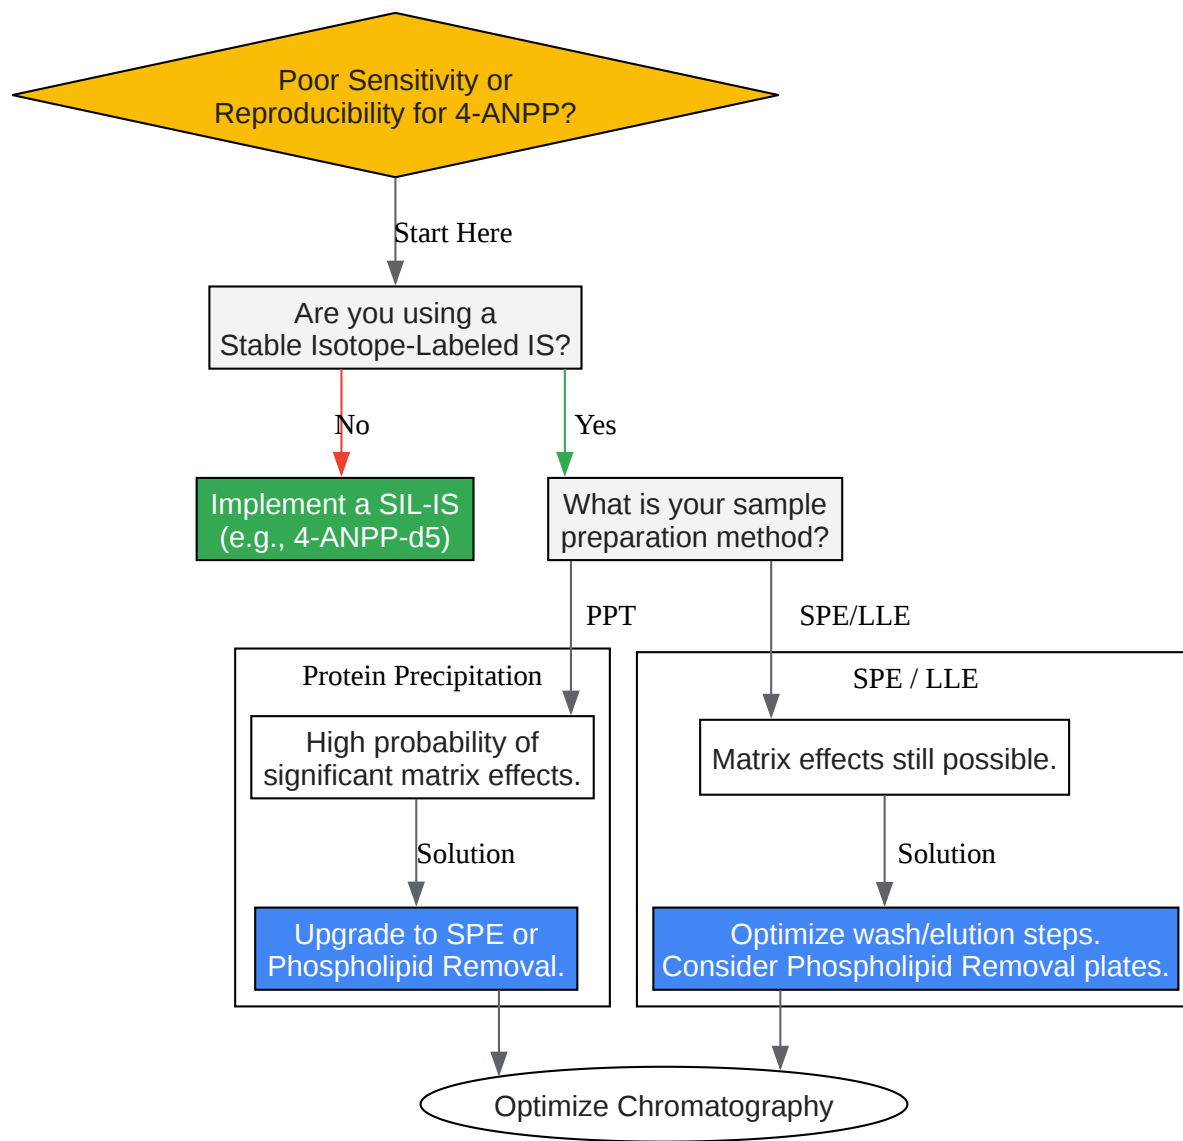 Poor Sensitivity or
Reproducibility for 4-ANPP?
Start Here
Are you using a
Stable Isotope-Labeled IS?
No
Yes
Implement a SIL-IS
(e.g., 4-ANPP-d5)
What is your sample
preparation method?
PPT
SPE/LLE
Protein Precipitation
SPE / LLE
High probability of
significant matrix effects.
Matrix effects still possible.
Solution
Solution
Upgrade to SPE or
Phospholipid Removal.
Optimize wash/elution steps.
Consider Phospholipid Removal plates.
Optimize Chromatography